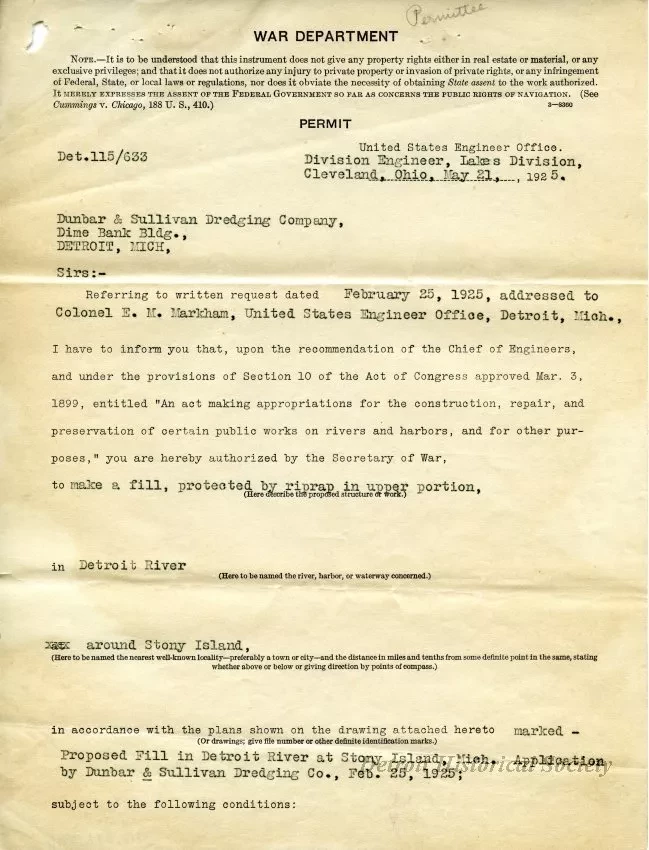 Permittee
WAR DEPARTMENT
NOTE.—It is to be understood that this instrument does not give any property rights either in real estate or material, or any
exclusive privileges; and that it does not authorize any injury to private property or invasion of private rights, or any infringement
of Federal, State, or local laws or regulations, nor does it obviate the necessity of obtaining State assent to the work authorized.
IT MERELY EXPRESSES THE ASSENT OF THE FEDERAL GOVERNMENT SO FAR AS CONCERNS THE PUBLIC RIGHTS OF NAVIGATION. (See
Cummings v. Chicago, 188 U. S., 410.)
3—6360
PERMIT
Det.115/633
United States Engineer Office.
Division Engineer, Lakes Division,
Cleveland, Ohio, May 21, , 1925.
Dunbar & Sullivan Dredging Company,
Dime Bank Bldg.,
DETROIT, MICH,
Sirs:-
Referring to written request dated February 25, 1925, addressed to
Colonel E. M. Markham, United States Engineer Office, Detroit, Mich.,
I have to inform you that, upon the recommendation of the Chief of Engineers,
and under the provisions of Section 10 of the Act of Congress approved Mar. 3,
1899, entitled "An act making appropriations for the construction, repair, and
preservation of certain public works on rivers and harbors, and for other pur-
poses," you are hereby authorized by the Secretary of War,
to make a fill, protected by riprap in upper portion,
(Here describe the proposed structure or work.)
in Detroit River
(Here to be named the river, harbor, or waterway concerned.)
around Stony Island,
(Here to be named the nearest well-known locality—preferably a town or city—and the distance in miles and tenths from some definite point in the same, stating
whether above or below or giving direction by points of compass.)
in accordance with the plans shown on the drawing attached hereto marked -
(Or drawings; give file number or other definite identification marks.)
Proposed Fill in Detroit River at Stony Island, Mich. Application
by Dunbar & Sullivan Dredging Co., Feb. 25, 1925;
Detroit Historical Society
subject to the following conditions: